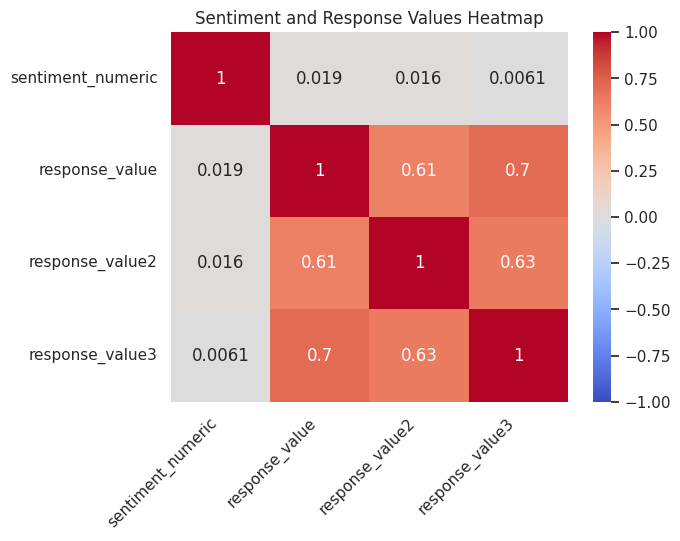 Sentiment and Response Values Heatmap
sentiment_numeric 1 0.019 0.016 0.0061
response_value 0.019 1 0.61 0.7
response_value2 0.016 0.61 1 0.63
response_value3 0.0061 0.7 0.63 1
sentiment_numeric
response_value
response_value2
response_value3
1.00
0.75
0.50
0.25
0.00
−0.25
−0.50
−0.75
−1.00